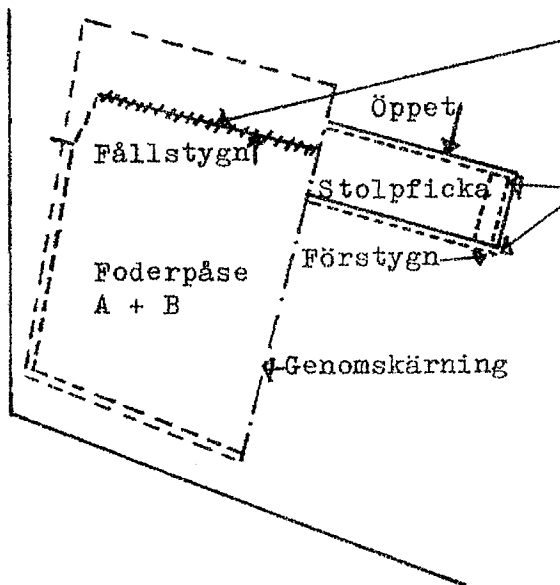 Öppet
Fållstygn
Stolpficka
Förstygn
Foderpåse
A + B
Genomskärning